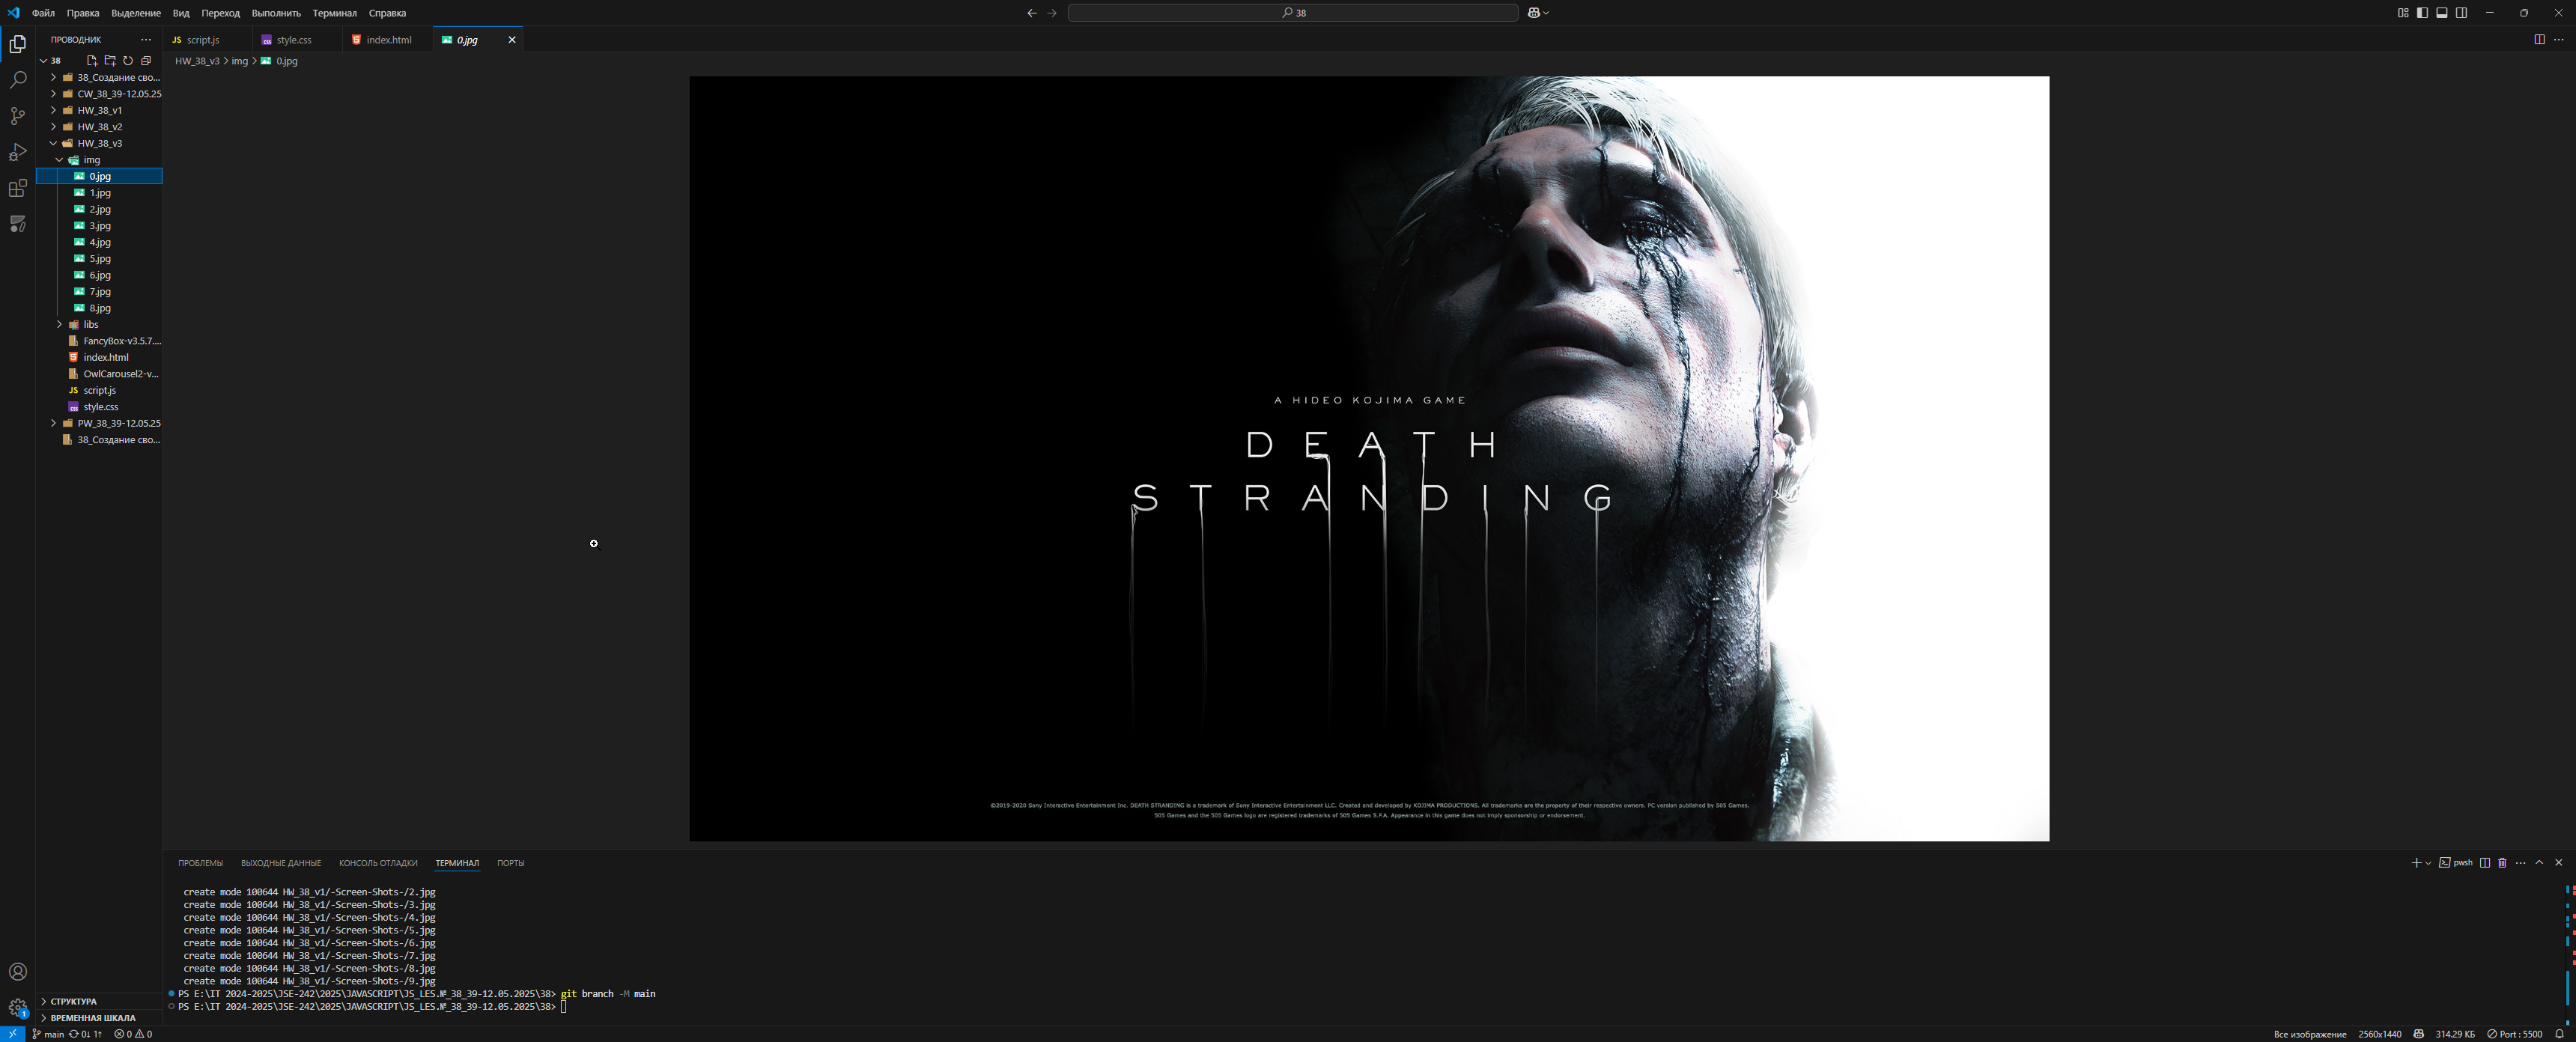 Файл Правка Выделение Вид Переход Выполнить Терминал Справка
38
ПРОВОДНИК
script.js
style.css
index.html
0.jpg
38
HW_38_v3 > img > 0.jpg
38_Создание сво...
CW_38_39-12.05.25
HW_38_v1
HW_38_v2
HW_38_v3
img
0.jpg
1.jpg
2.jpg
3.jpg
4.jpg
5.jpg
6.jpg
7.jpg
8.jpg
libs
FancyBox-v3.5.7....
index.html
OwlCarousel2-v...
JS script.js
style.css
PW_38_39-12.05.25
38_Создание сво...
A HIDEO KOJIMA GAME
DEATH
STRANDING
©2019-2020 Sony Interactive Entertainment Inc. DEATH STRANDING is a trademark of Sony Interactive Entertainment LLC. Created and developed by KOJIMA PRODUCTIONS. All trademarks are the property of their respective owners. PC version published by 505 Games.
505 Games and the 505 Games logo are registered trademarks of 505 Games S.P.A. Appearance in this game does not imply sponsorship or endorsement.
ПРОБЛЕМЫ ВЫХОДНЫЕ ДАННЫЕ КОНСОЛЬ ОТЛАДКИ ТЕРМИНАЛ ПОРТЫ
pwsh
create mode 100644 HW_38_v1/-Screen-Shots-/2.jpg
create mode 100644 HW_38_v1/-Screen-Shots-/3.jpg
create mode 100644 HW_38_v1/-Screen-Shots-/4.jpg
create mode 100644 HW_38_v1/-Screen-Shots-/5.jpg
create mode 100644 HW_38_v1/-Screen-Shots-/6.jpg
create mode 100644 HW_38_v1/-Screen-Shots-/7.jpg
create mode 100644 HW_38_v1/-Screen-Shots-/8.jpg
create mode 100644 HW_38_v1/-Screen-Shots-/9.jpg
PS E:\IT 2024-2025\JSE-242\2025\JAVASCRIPT\JS_LES.№_38_39-12.05.2025\38> git branch -M main
PS E:\IT 2024-2025\JSE-242\2025\JAVASCRIPT\JS_LES.№_38_39-12.05.2025\38>
СТРУКТУРА
ВРЕМЕННАЯ ШКАЛА
1
main 0↓ 1↑ 0 0
Все изображение 2560x1440 314.29 КБ Port : 5500